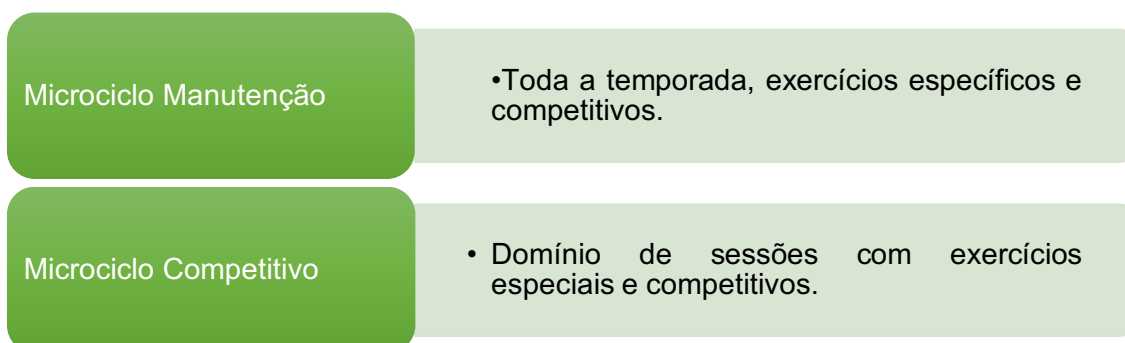 Microciclo Manutenção
•Toda a temporada, exercícios específicos e
competitivos.
Microciclo Competitivo
• Domínio de sessões com exercícios
especiais e competitivos.